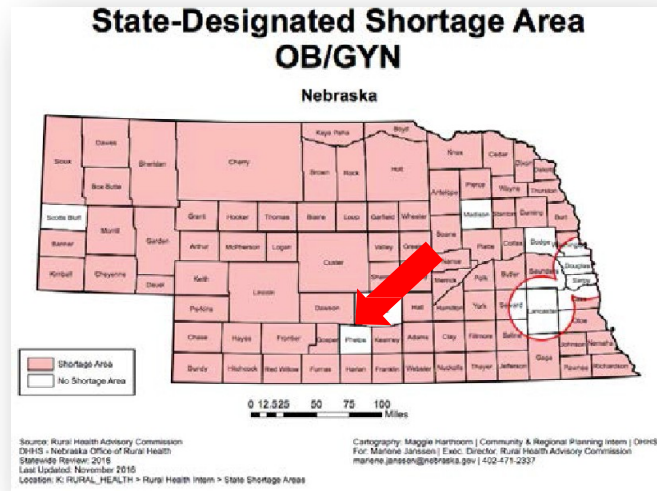 State-Designated Shortage Area
OB/GYN
Nebraska
Sioux
Dawes
Box Butte
Sheridan
Scotts Bluff
Banner
Kimball
Morrill
Cheyenne
Garden
Deuel
Cherry
Grant
Hooker
Thomas
Arthur
McPherson
Logan
Keith
Perkins
Lincoln
Chase
Hayes
Frontier
Dundy
Hitchcock
Red Willow
Keya Paha
Brown
Rock
Boyd
Holt
Blaine
Loup
Garfield
Wheeler
Custer
Valley
Dawson
Gosper
Phelps
Kearney
Furnas
Harlan
Franklin
Webster
Adams
Clay
Hall
Hamilton
Merrick
Polk
York
Fillmore
Nuckolls
Thayer
Knox
Antelope
Boone
Cedar
Dixon
Dakota
Pierce
Wayne
Thurston
Madison
Stanton
Cuming
Burt
Platte
Colfax
Dodge
Butler
Saunders
Douglas
Sarpy
Seward
Lancaster
Cass
Otoe
Saline
Jefferson
Gage
Johnson
Nemaha
Pawnee
Richardson
Shortage Area
No Shortage Area
0 12.525 50 75 100
Miles
Source: Rural Health Advisory Commission
DHHS - Nebraska Office of Rural Health
Statewide Review: 2016
Last Updated: November 2016
Location: K: RURAL_HEALTH > Rural Health Intern > State Shortage Areas
Cartography: Maggie Harthoorn | Community & Regional Planning Intern | DHHS
For: Marlene Janssen | Exec. Director, Rural Health Advisory Commission
marlene.janssen@nebraska.gov | 402-471-2337